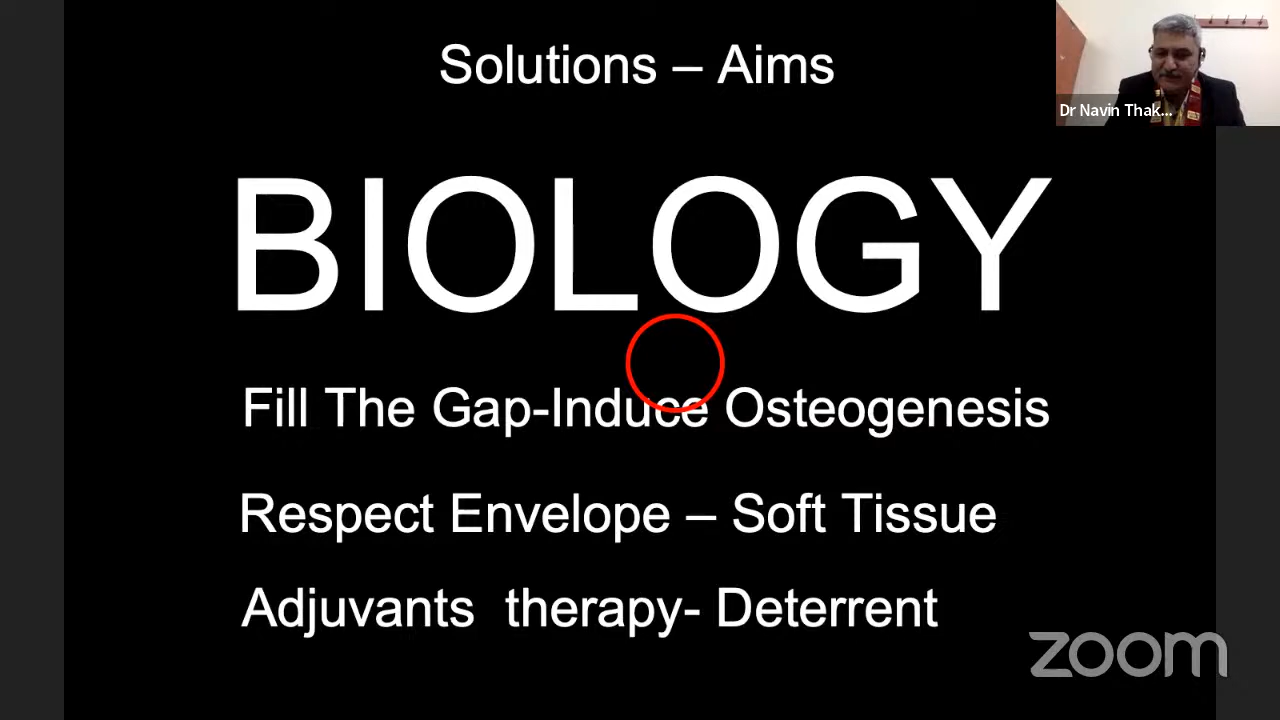 Solutions – Aims
Dr Navin Thak...
BIOLOGY
Fill The Gap-Induce Osteogenesis
Respect Envelope – Soft Tissue
Adjuvants therapy- Deterrent
zoom